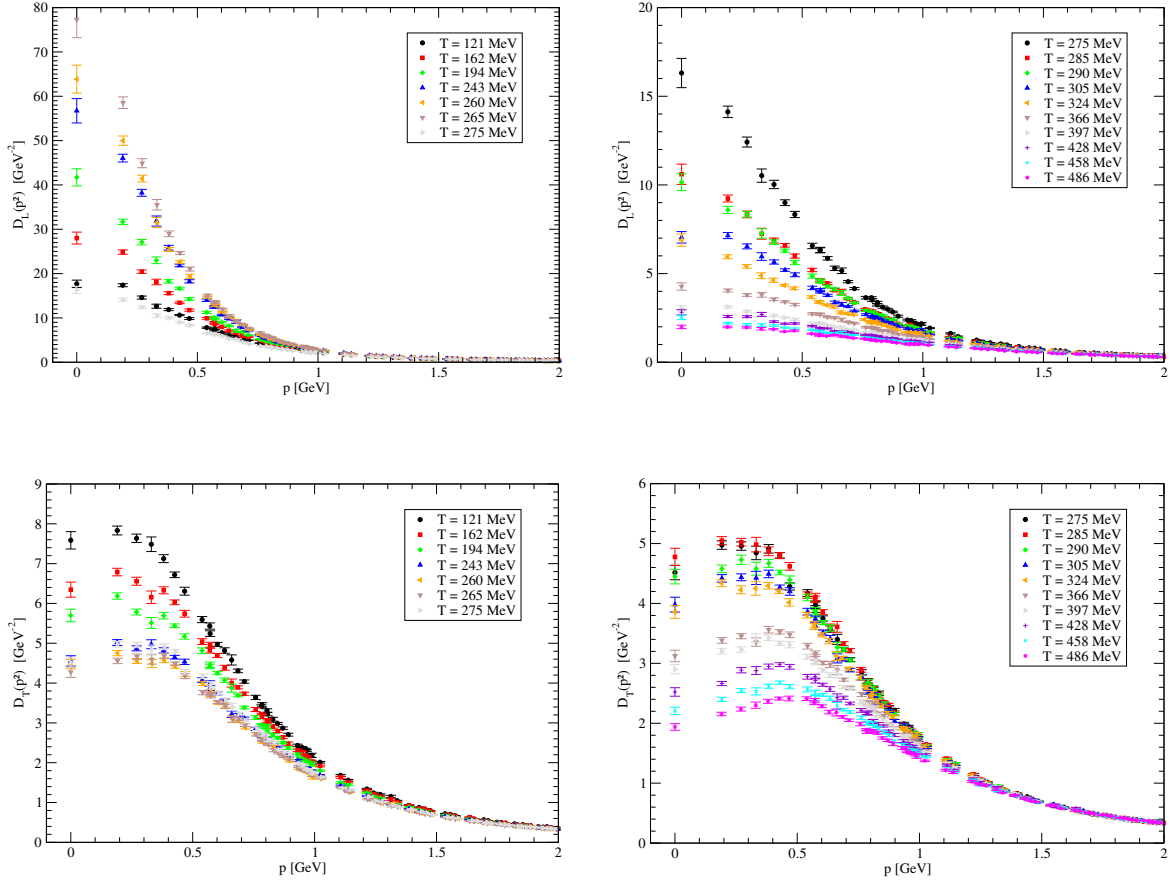 D_L(p²) [GeV⁻²]
80
70
60
50
40
30
20
10
0
0
0.5
1
1.5
2
p [GeV]
T = 121 MeV
T = 162 MeV
T = 194 MeV
T = 243 MeV
T = 260 MeV
T = 265 MeV
T = 275 MeV
D_L(p²) [GeV⁻²]
20
15
10
5
0
0
0.5
1
1.5
2
p [GeV]
T = 275 MeV
T = 285 MeV
T = 290 MeV
T = 305 MeV
T = 324 MeV
T = 366 MeV
T = 397 MeV
T = 428 MeV
T = 458 MeV
T = 486 MeV
D_T(p²) [GeV⁻²]
9
8
7
6
5
4
3
2
1
0
0
0.5
1
1.5
2
p [GeV]
T = 121 MeV
T = 162 MeV
T = 194 MeV
T = 243 MeV
T = 260 MeV
T = 265 MeV
T = 275 MeV
D_T(p²) [GeV⁻²]
6
5
4
3
2
1
0
0
0.5
1
1.5
2
p [GeV]
T = 275 MeV
T = 285 MeV
T = 290 MeV
T = 305 MeV
T = 324 MeV
T = 366 MeV
T = 397 MeV
T = 428 MeV
T = 458 MeV
T = 486 MeV